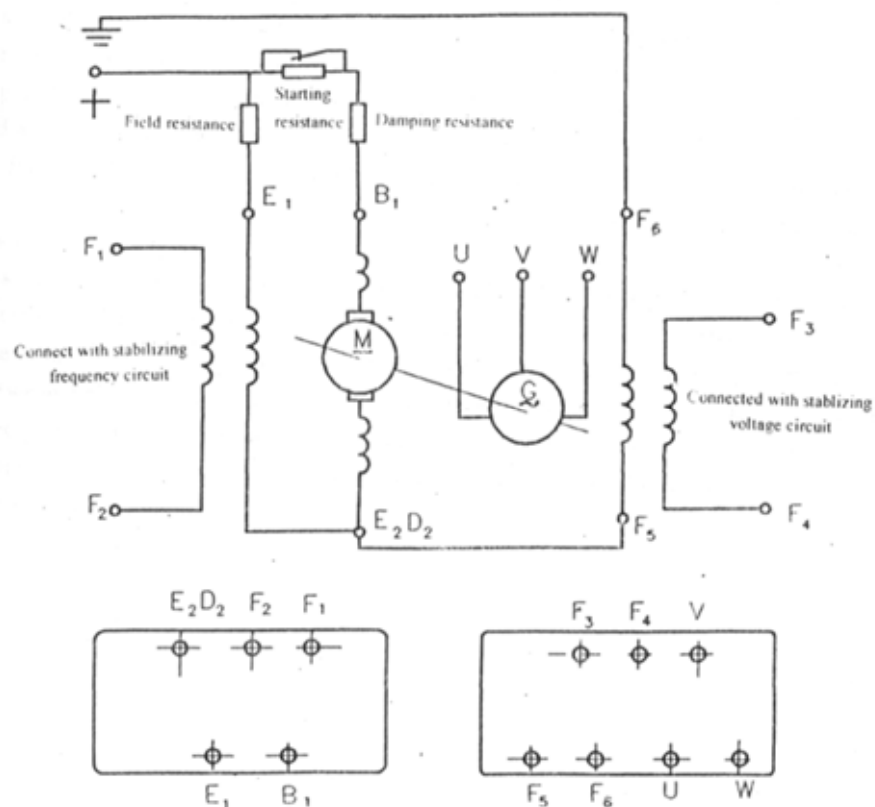 +
Starting
resistance
Field resistance
Damping resistance
E₁
B₁
F₆
F₁
U V W
F₃
M
G
Connect with stabilizing
frequency circuit
Connected with stablizing
voltage circuit
F₂
E₂D₂
F₅
F₄
E₂D₂ F₂ F₁
F₃ F₄ V
E₁ B₁
F₅ F₆ U W